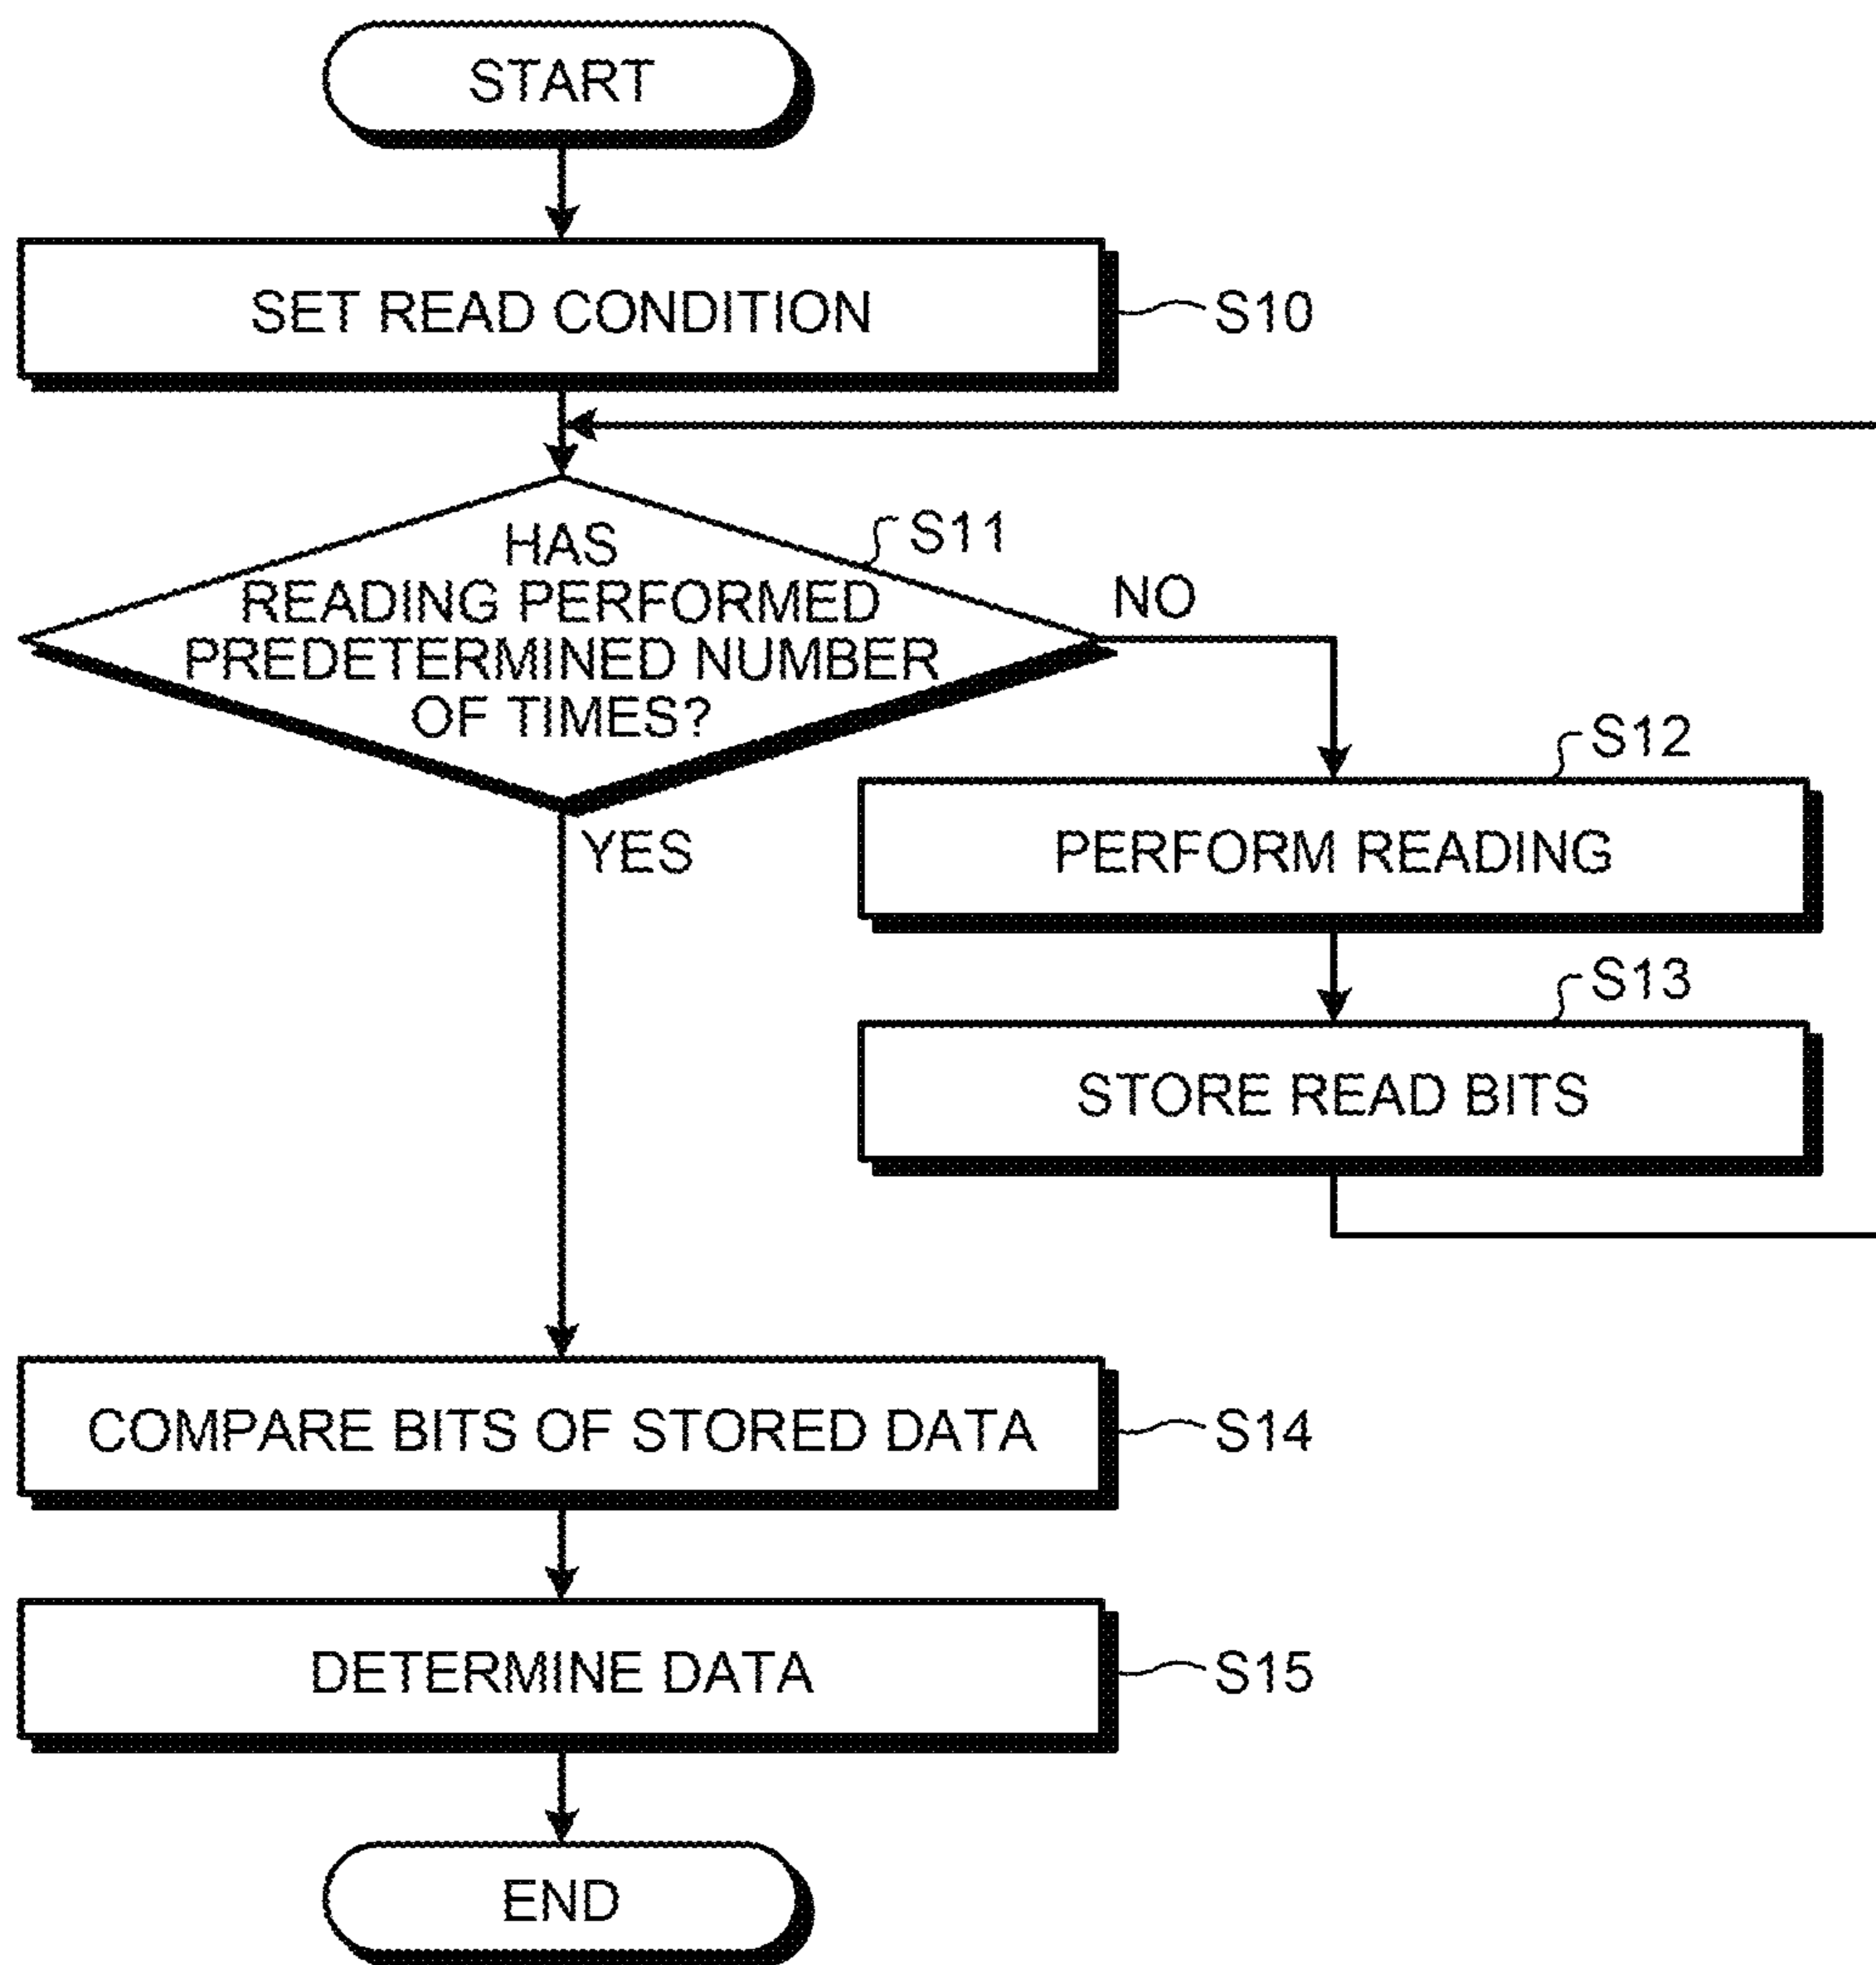 START
SET READ CONDITION
S10
S11
HAS
READING PERFORMED
PREDETERMINED NUMBER
OF TIMES?
NO
YES
S12
PERFORM READING
S13
STORE READ BITS
COMPARE BITS OF STORED DATA
S14
DETERMINE DATA
S15
END